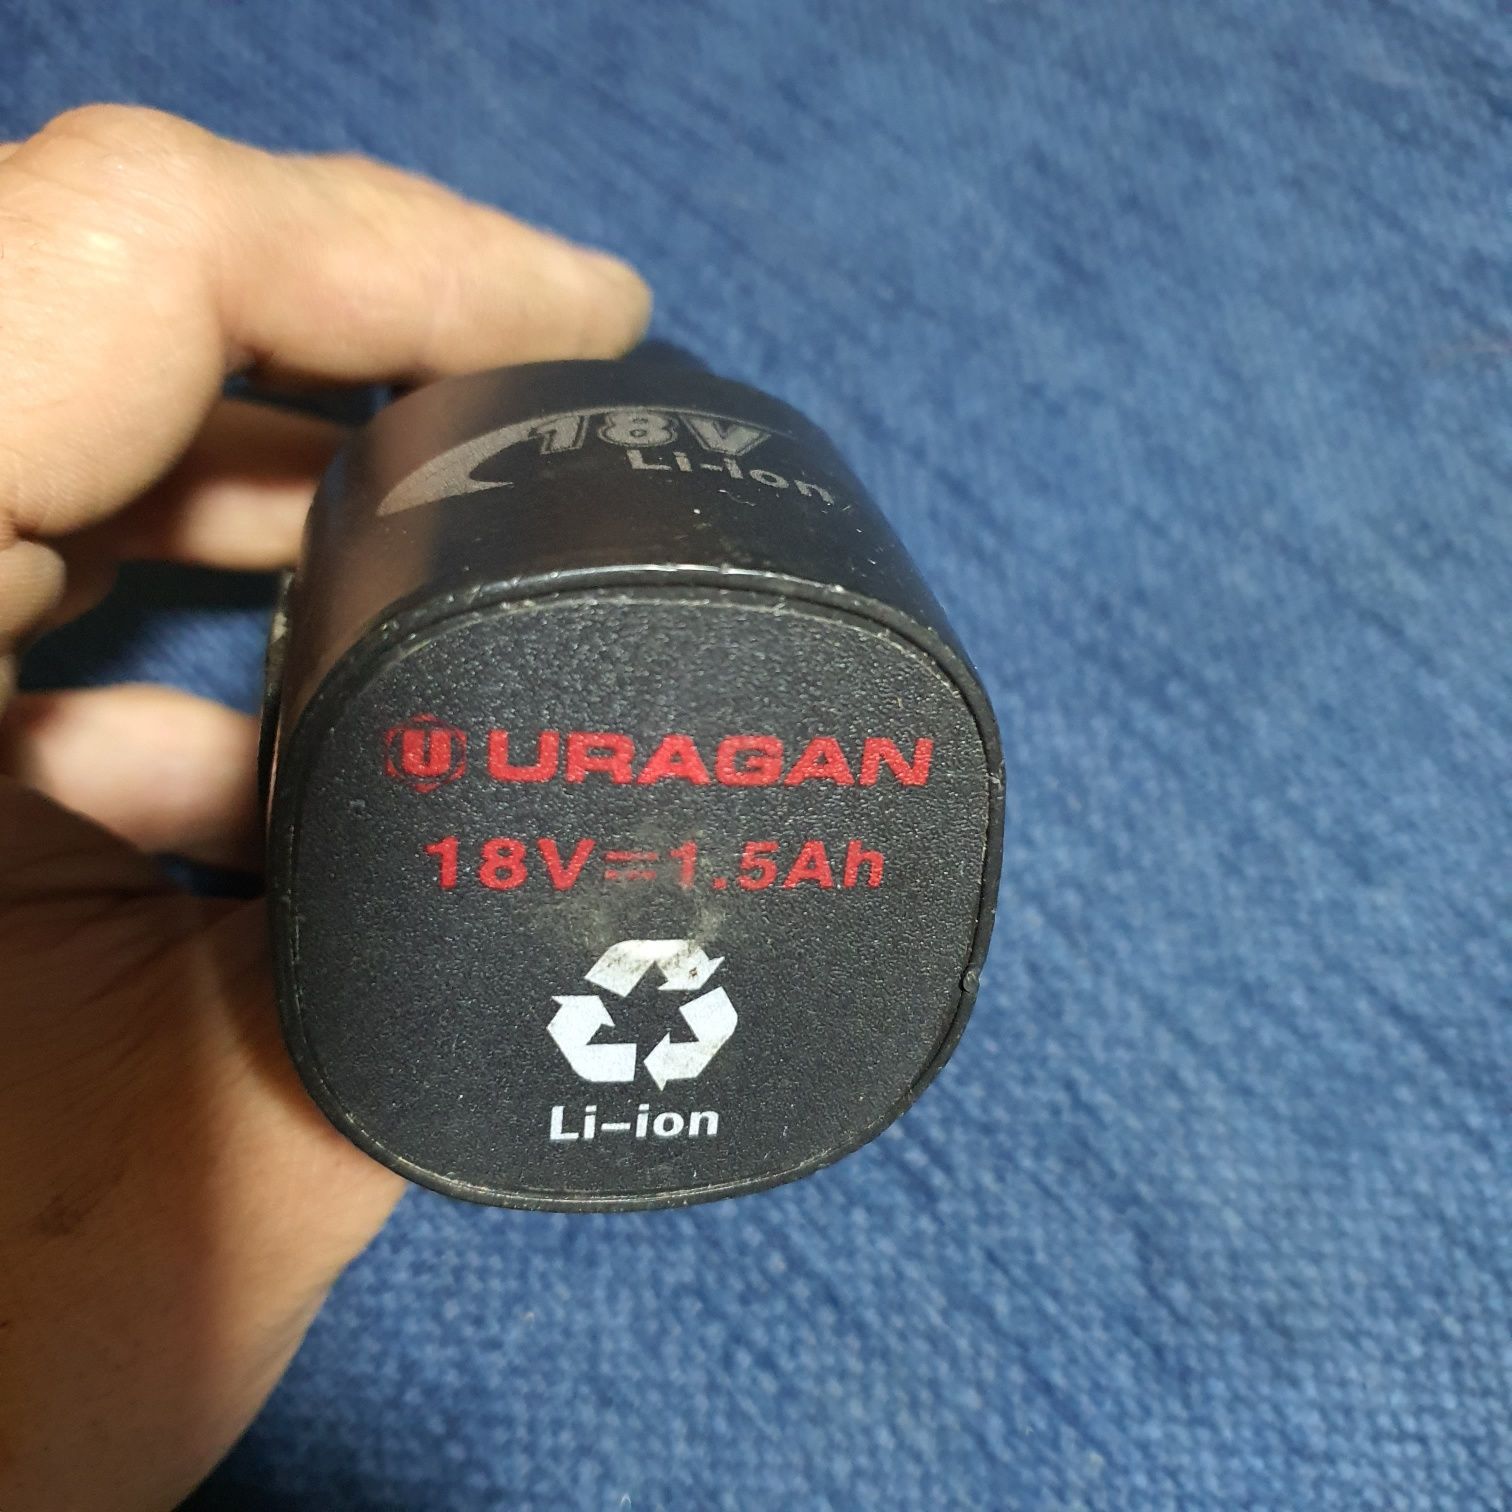 18V
Li-ion
U URAGAN
18V=1.5Ah
Li-ion